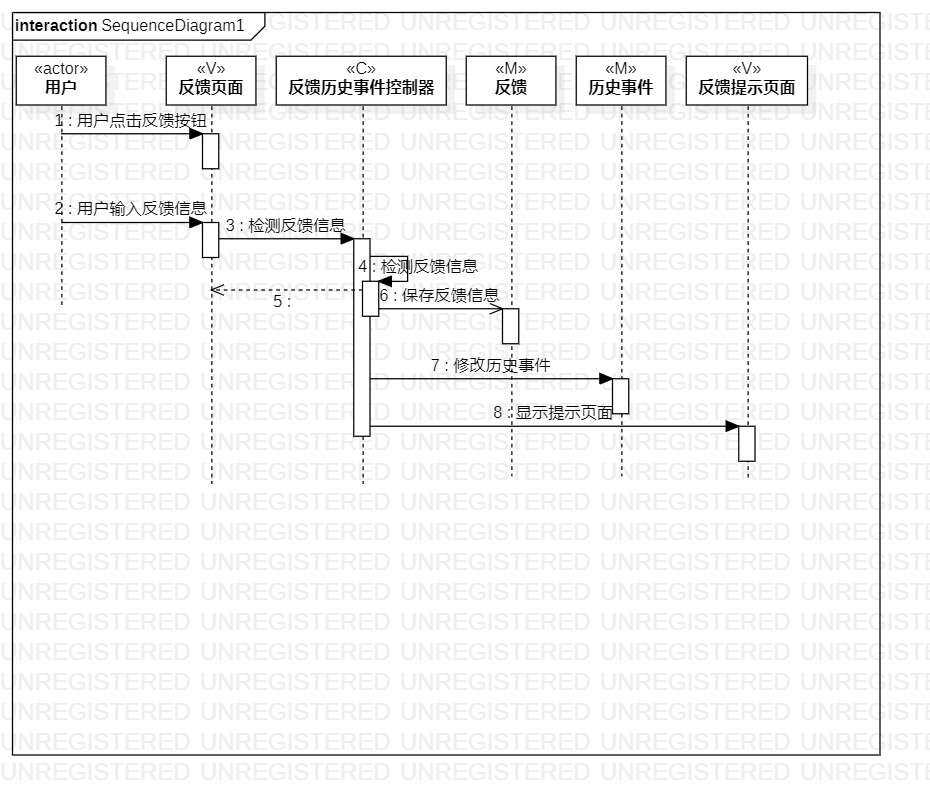 interaction SequenceDiagram1
«actor»
用户
«V»
反馈页面
«C»
反馈历史事件控制器
«M»
反馈
«M»
历史事件
«V»
反馈提示页面
1 : 用户点击反馈按钮
2 : 用户输入反馈信息
3 : 检测反馈信息
4 : 检测反馈信息
5 :
6 : 保存反馈信息
7 : 修改历史事件
8 : 显示提示页面
UNREGISTERED